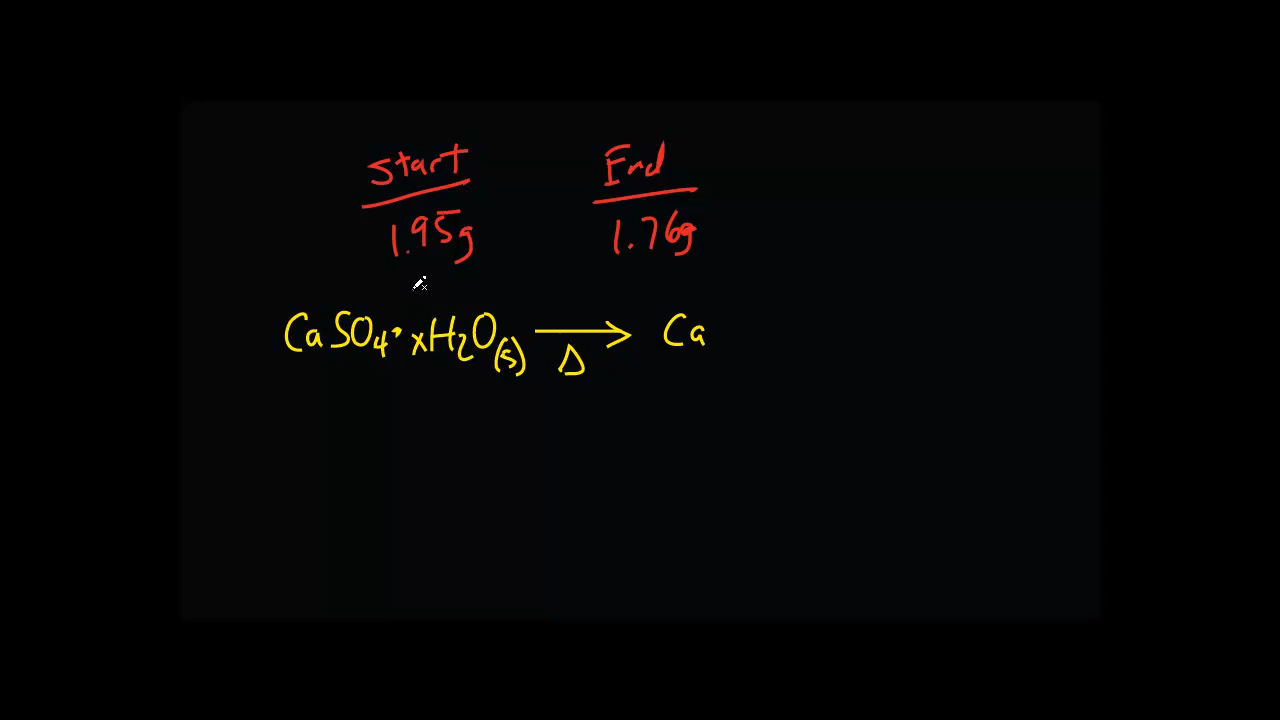 Start End
1.95g 1.76g
CaSO₄·xH₂O(s) →Δ Ca